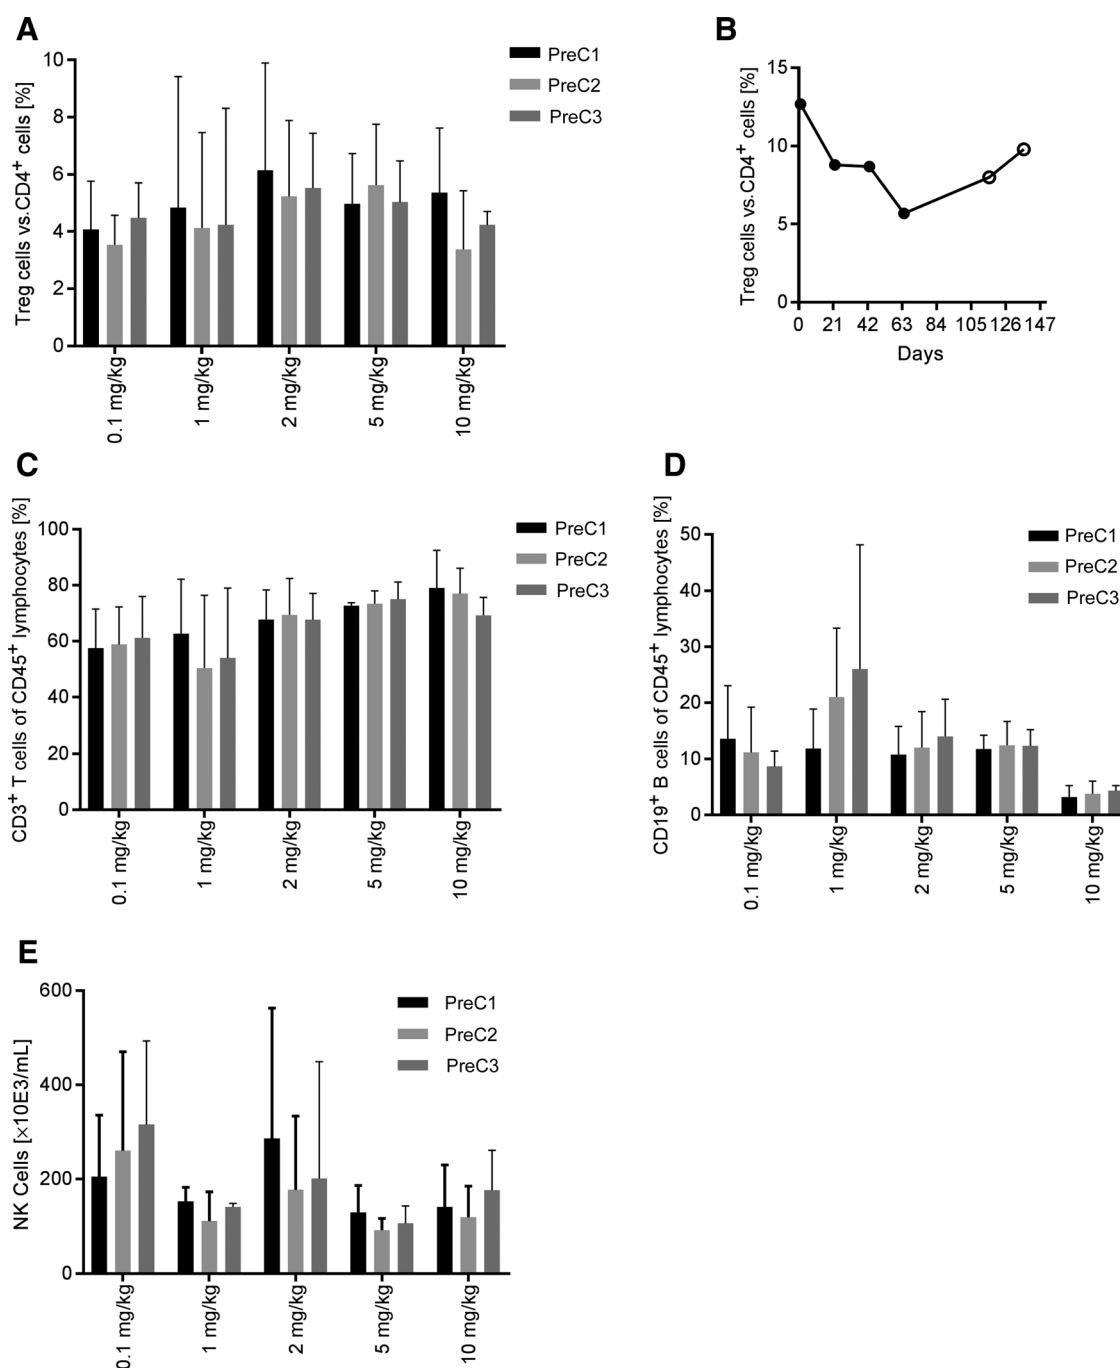 A
Treg cells vs.CD4+ cells [%]
10
8
6
4
2
0
0.1 mg/kg
1 mg/kg
2 mg/kg
5 mg/kg
10 mg/kg
PreC1
PreC2
PreC3
B
Treg cells vs.CD4+ cells [%]
15
10
5
0
0 21 42 63 84 105 126 147
Days
C
CD3+ T cells of CD45+ lymphocytes [%]
100
80
60
40
20
0
0.1 mg/kg
1 mg/kg
2 mg/kg
5 mg/kg
10 mg/kg
PreC1
PreC2
PreC3
D
CD19+ B cells of CD45+ lymphocytes [%]
50
40
30
20
10
0
0.1 mg/kg
1 mg/kg
2 mg/kg
5 mg/kg
10 mg/kg
PreC1
PreC2
PreC3
E
NK Cells [×10E3/mL]
600
400
200
0
0.1 mg/kg
1 mg/kg
2 mg/kg
5 mg/kg
10 mg/kg
PreC1
PreC2
PreC3